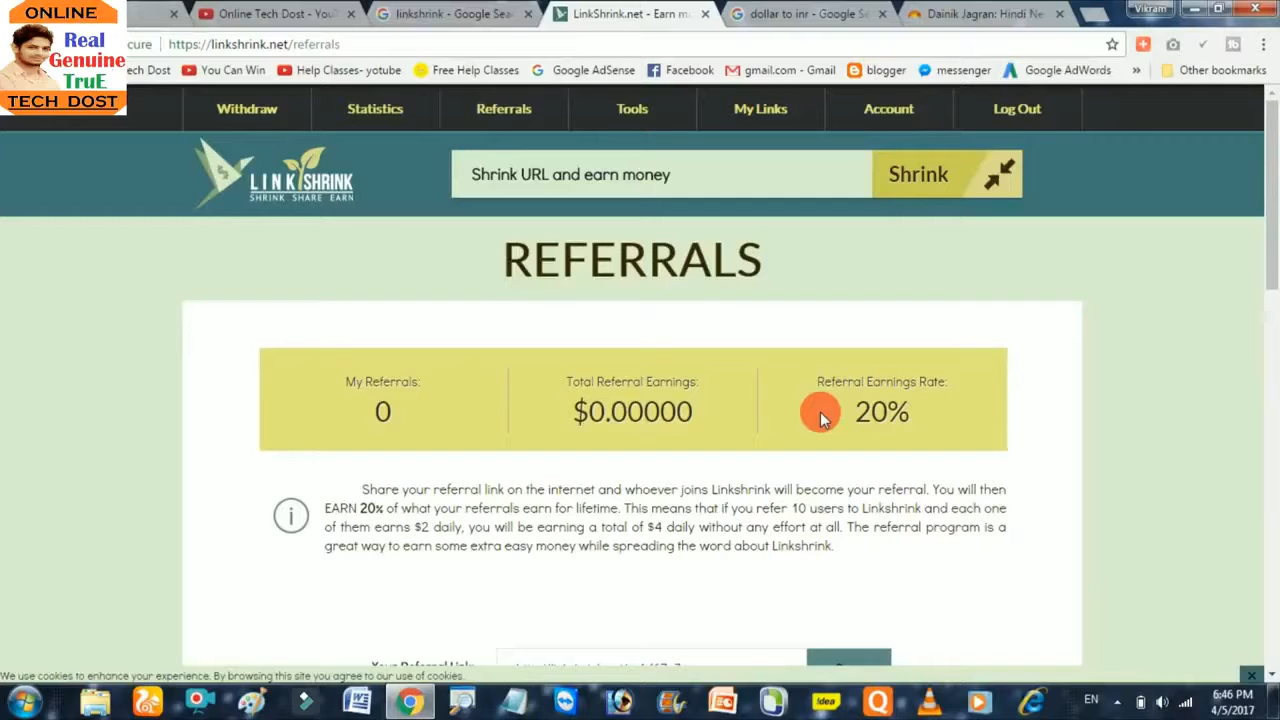 ONLINE
Real
Genuine
TruE
TECH DOST
Online Tech Dost - You
linkshrink - Google Sea
LinkShrink.net - Earn m
dollar to inr - Google Se
Dainik Jagran: Hindi Ne
Vikram
cure
https://linkshrink.net/referrals
ech Dost
You Can Win
Help Classes- yotube
Free Help Classes
Google AdSense
Facebook
gmail.com - Gmail
blogger
messenger
Google AdWords
»
Other bookmarks
Withdraw
Statistics
Referrals
Tools
My Links
Account
Log Out
$
LINKSHRINK
SHRINK SHARE EARN
Shrink URL and earn money
Shrink
REFERRALS
My Referrals:
0
Total Referral Earnings:
$0.00000
Referral Earnings Rate:
20%
i
Share your referral link on the internet and whoever joins Linkshrink will become your referral. You will then
EARN 20% of what your referrals earn for lifetime. This means that if you refer 10 users to Linkshrink and each one
of them earns $2 daily, you will be earning a total of $4 daily without any effort at all. The referral program is a
great way to earn some extra easy money while spreading the word about Linkshrink.
Your Referral Link:
We use cookies to enhance your experience. By browsing this site you agree to our use of cookies.
!dea
EN
6:46 PM
4/5/2017